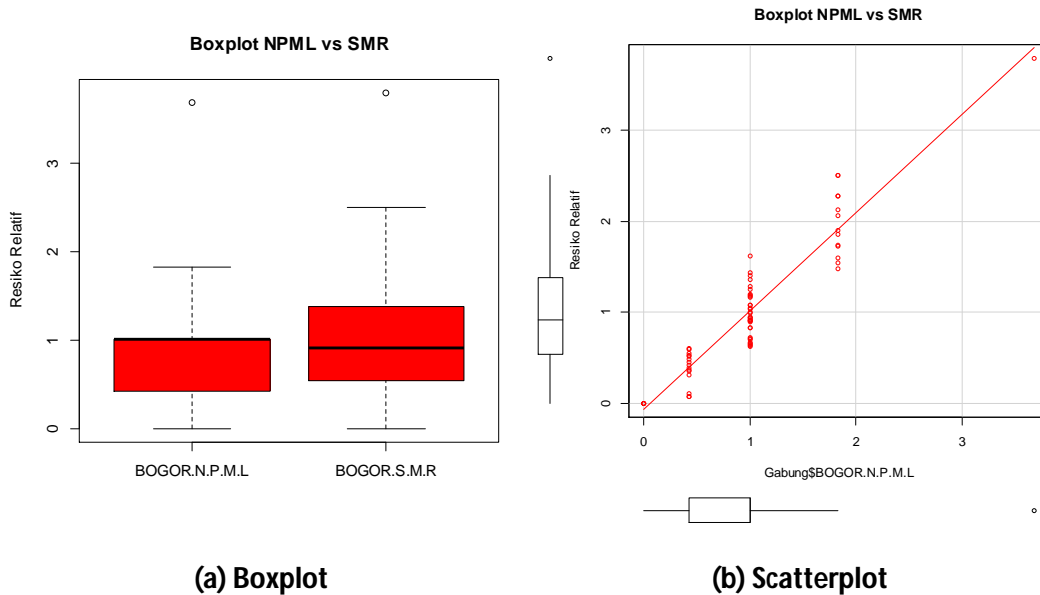 Boxplot NPML vs SMR
Resiko Relatif
3
2
1
0
BOGOR.N.P.M.L
BOGOR.S.M.R
(a) Boxplot
Boxplot NPML vs SMR
Resiko Relatif
3
2
1
0
0
1
2
3
Gabung$BOGOR.N.P.M.L
(b) Scatterplot